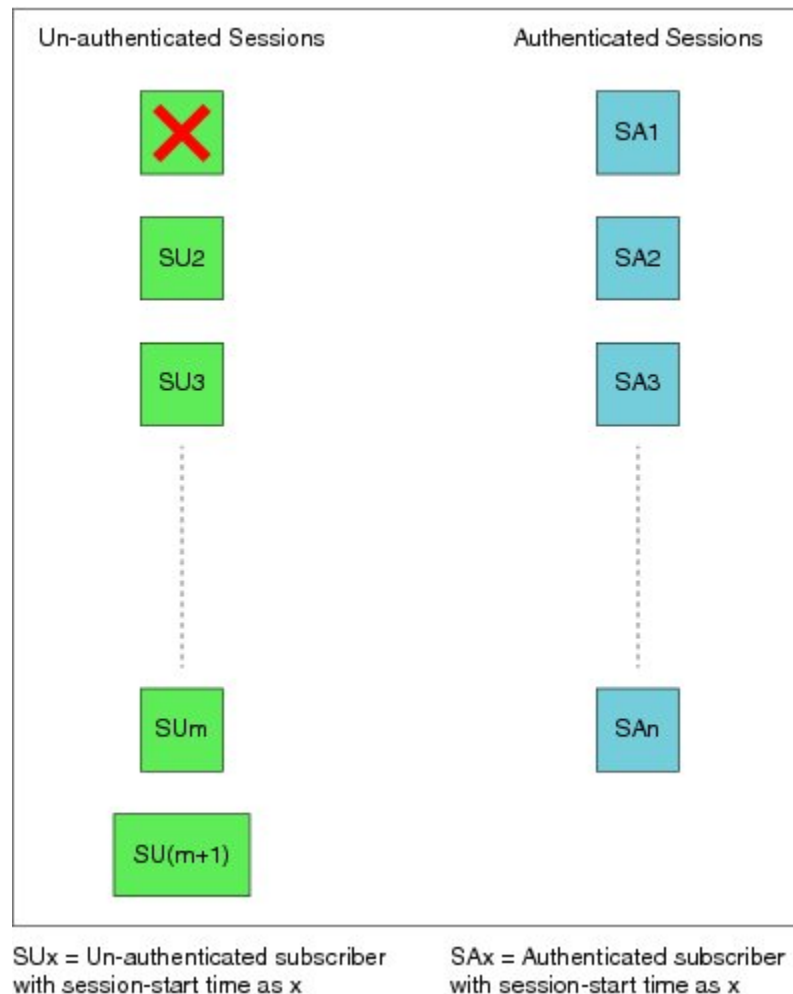 Un-authenticated Sessions
Authenticated Sessions
SA1
SU2
SA2
SU3
SA3
SUm
SAn
SU(m+1)
SUx = Un-authenticated subscriber
with session-start time as x
SAx = Authenticated subscriber
with session-start time as x